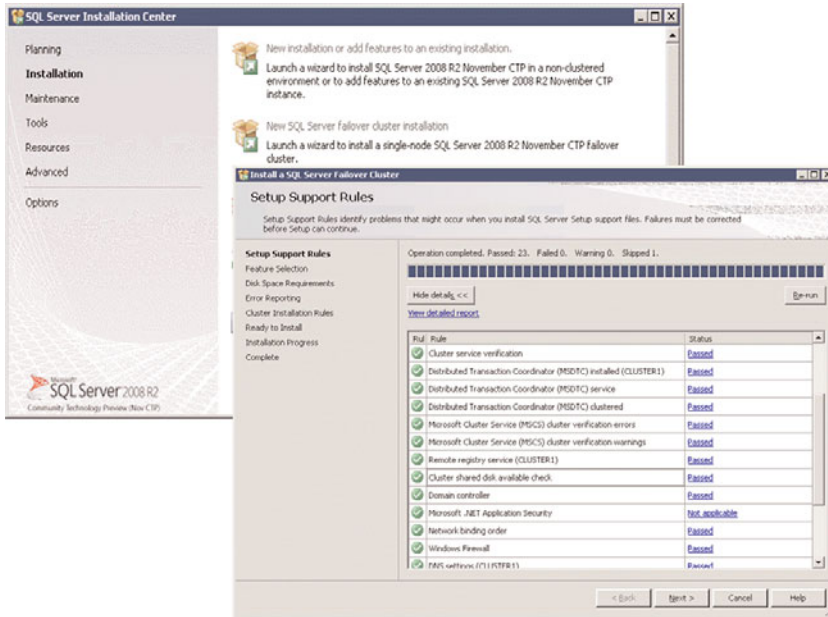 SQL Server Installation Center
Planning
Installation
Maintenance
Tools
Resources
Advanced
Options
New installation or add features to an existing installation.
Launch a wizard to install SQL Server 2008 R2 November CTP in a non-clustered
environment or to add features to an existing SQL Server 2008 R2 November CTP
instance.
New SQL Server failover cluster installation
Launch a wizard to install a single-node SQL Server 2008 R2 November CTP failover
cluster.
Microsoft
SQL Server 2008 R2
Community Technology Preview (Nov CTP)
Install a SQL Server Failover Cluster
Setup Support Rules
Setup Support Rules identify problems that might occur when you install SQL Server Setup support files. Failures must be corrected
before Setup can continue.
Setup Support Rules
Feature Selection
Disk Space Requirements
Error Reporting
Cluster Installation Rules
Ready to Install
Installation Progress
Complete
Operation completed. Passed: 23. Failed 0. Warning 0. Skipped 1.
Hide details <<
Re-run
View detailed report
Rul Rule Status
Cluster service verification Passed
Distributed Transaction Coordinator (MSDTC) installed (CLUSTER1) Passed
Distributed Transaction Coordinator (MSDTC) service Passed
Distributed Transaction Coordinator (MSDTC) clustered Passed
Microsoft Cluster Service (MSCS) cluster verification errors Passed
Microsoft Cluster Service (MSCS) cluster verification warnings Passed
Remote registry service (CLUSTER1) Passed
Cluster shared disk available check Passed
Domain controller Passed
Microsoft .NET Application Security Not applicable
Network binding order Passed
Windows Firewall Passed
DNS settings (CLUSTER1) Passed
< Back
Next >
Cancel
Help